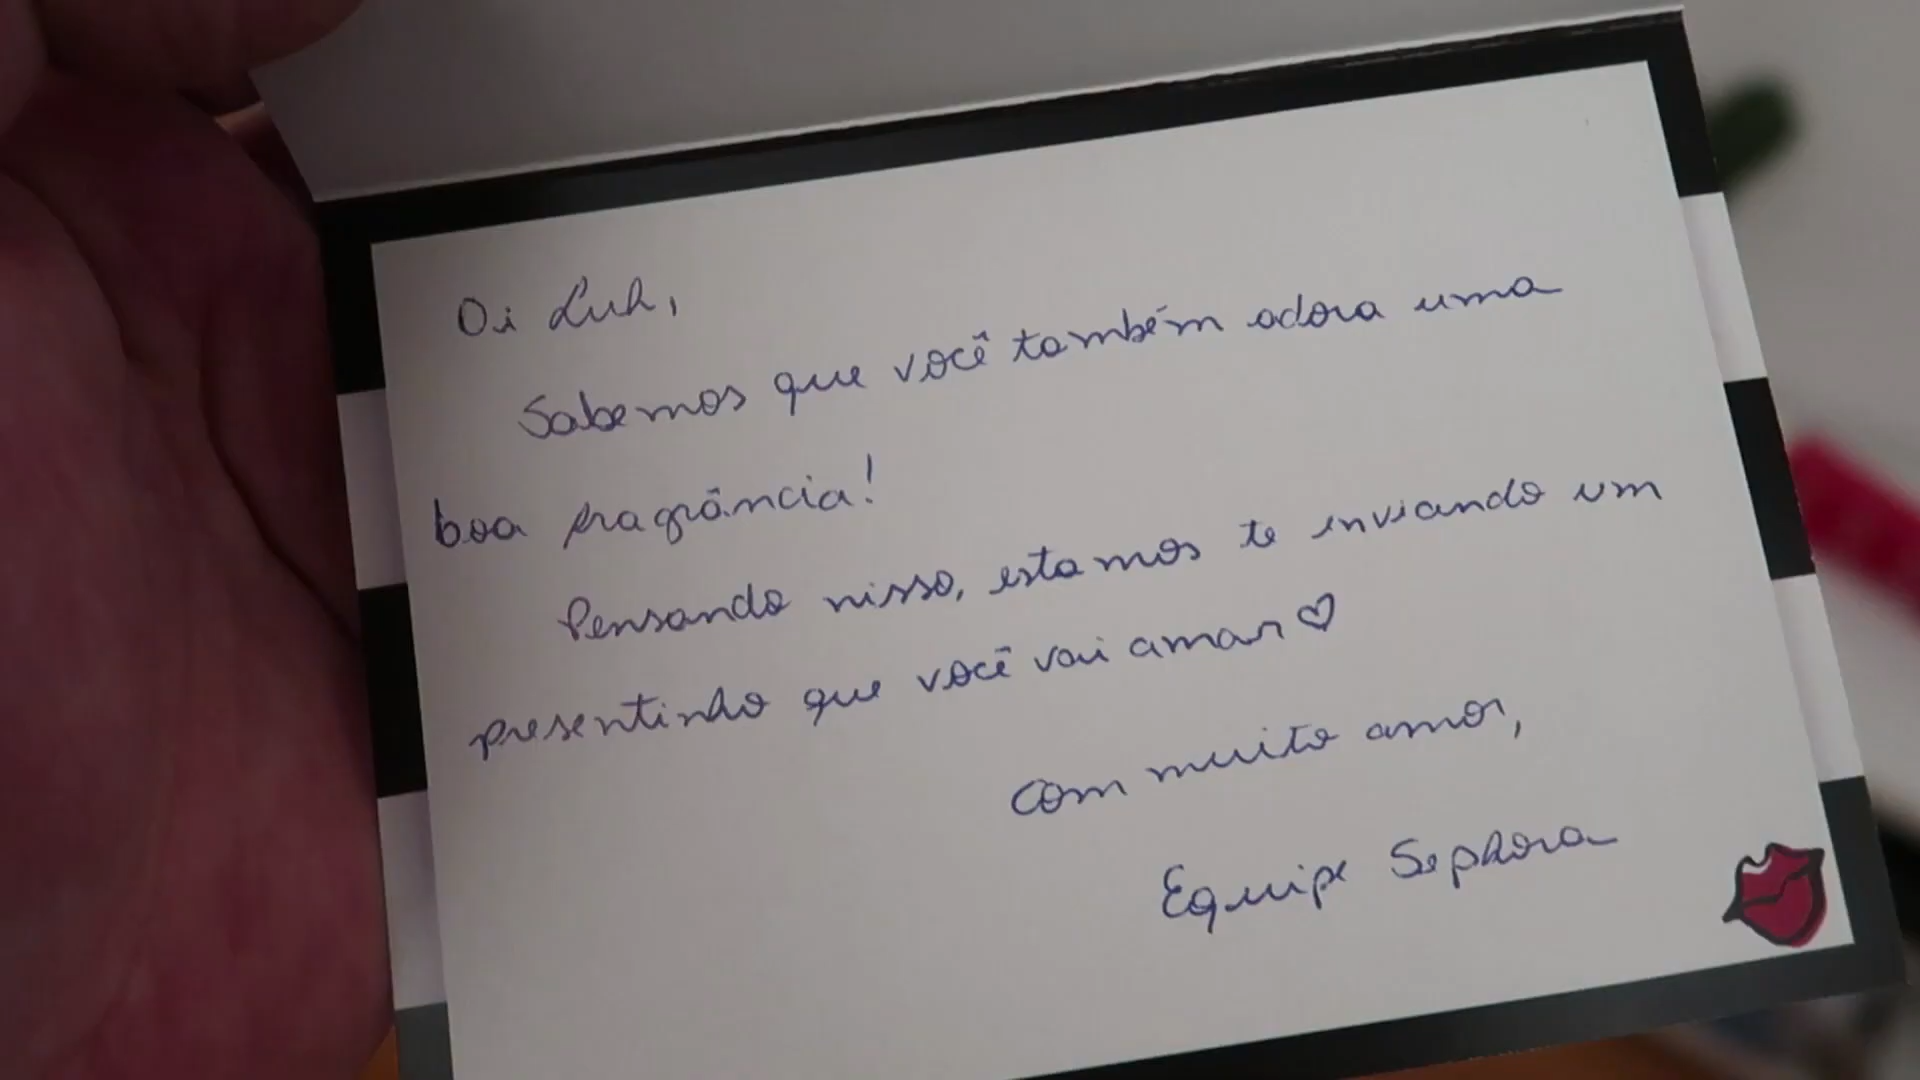 Oi Luh,
Sabemos que você também adora uma
boa fragrância!
Pensando nisso, estamos te inviando um
presentinho que você vai amar♡
Com muito amor,
Equipe Sephora